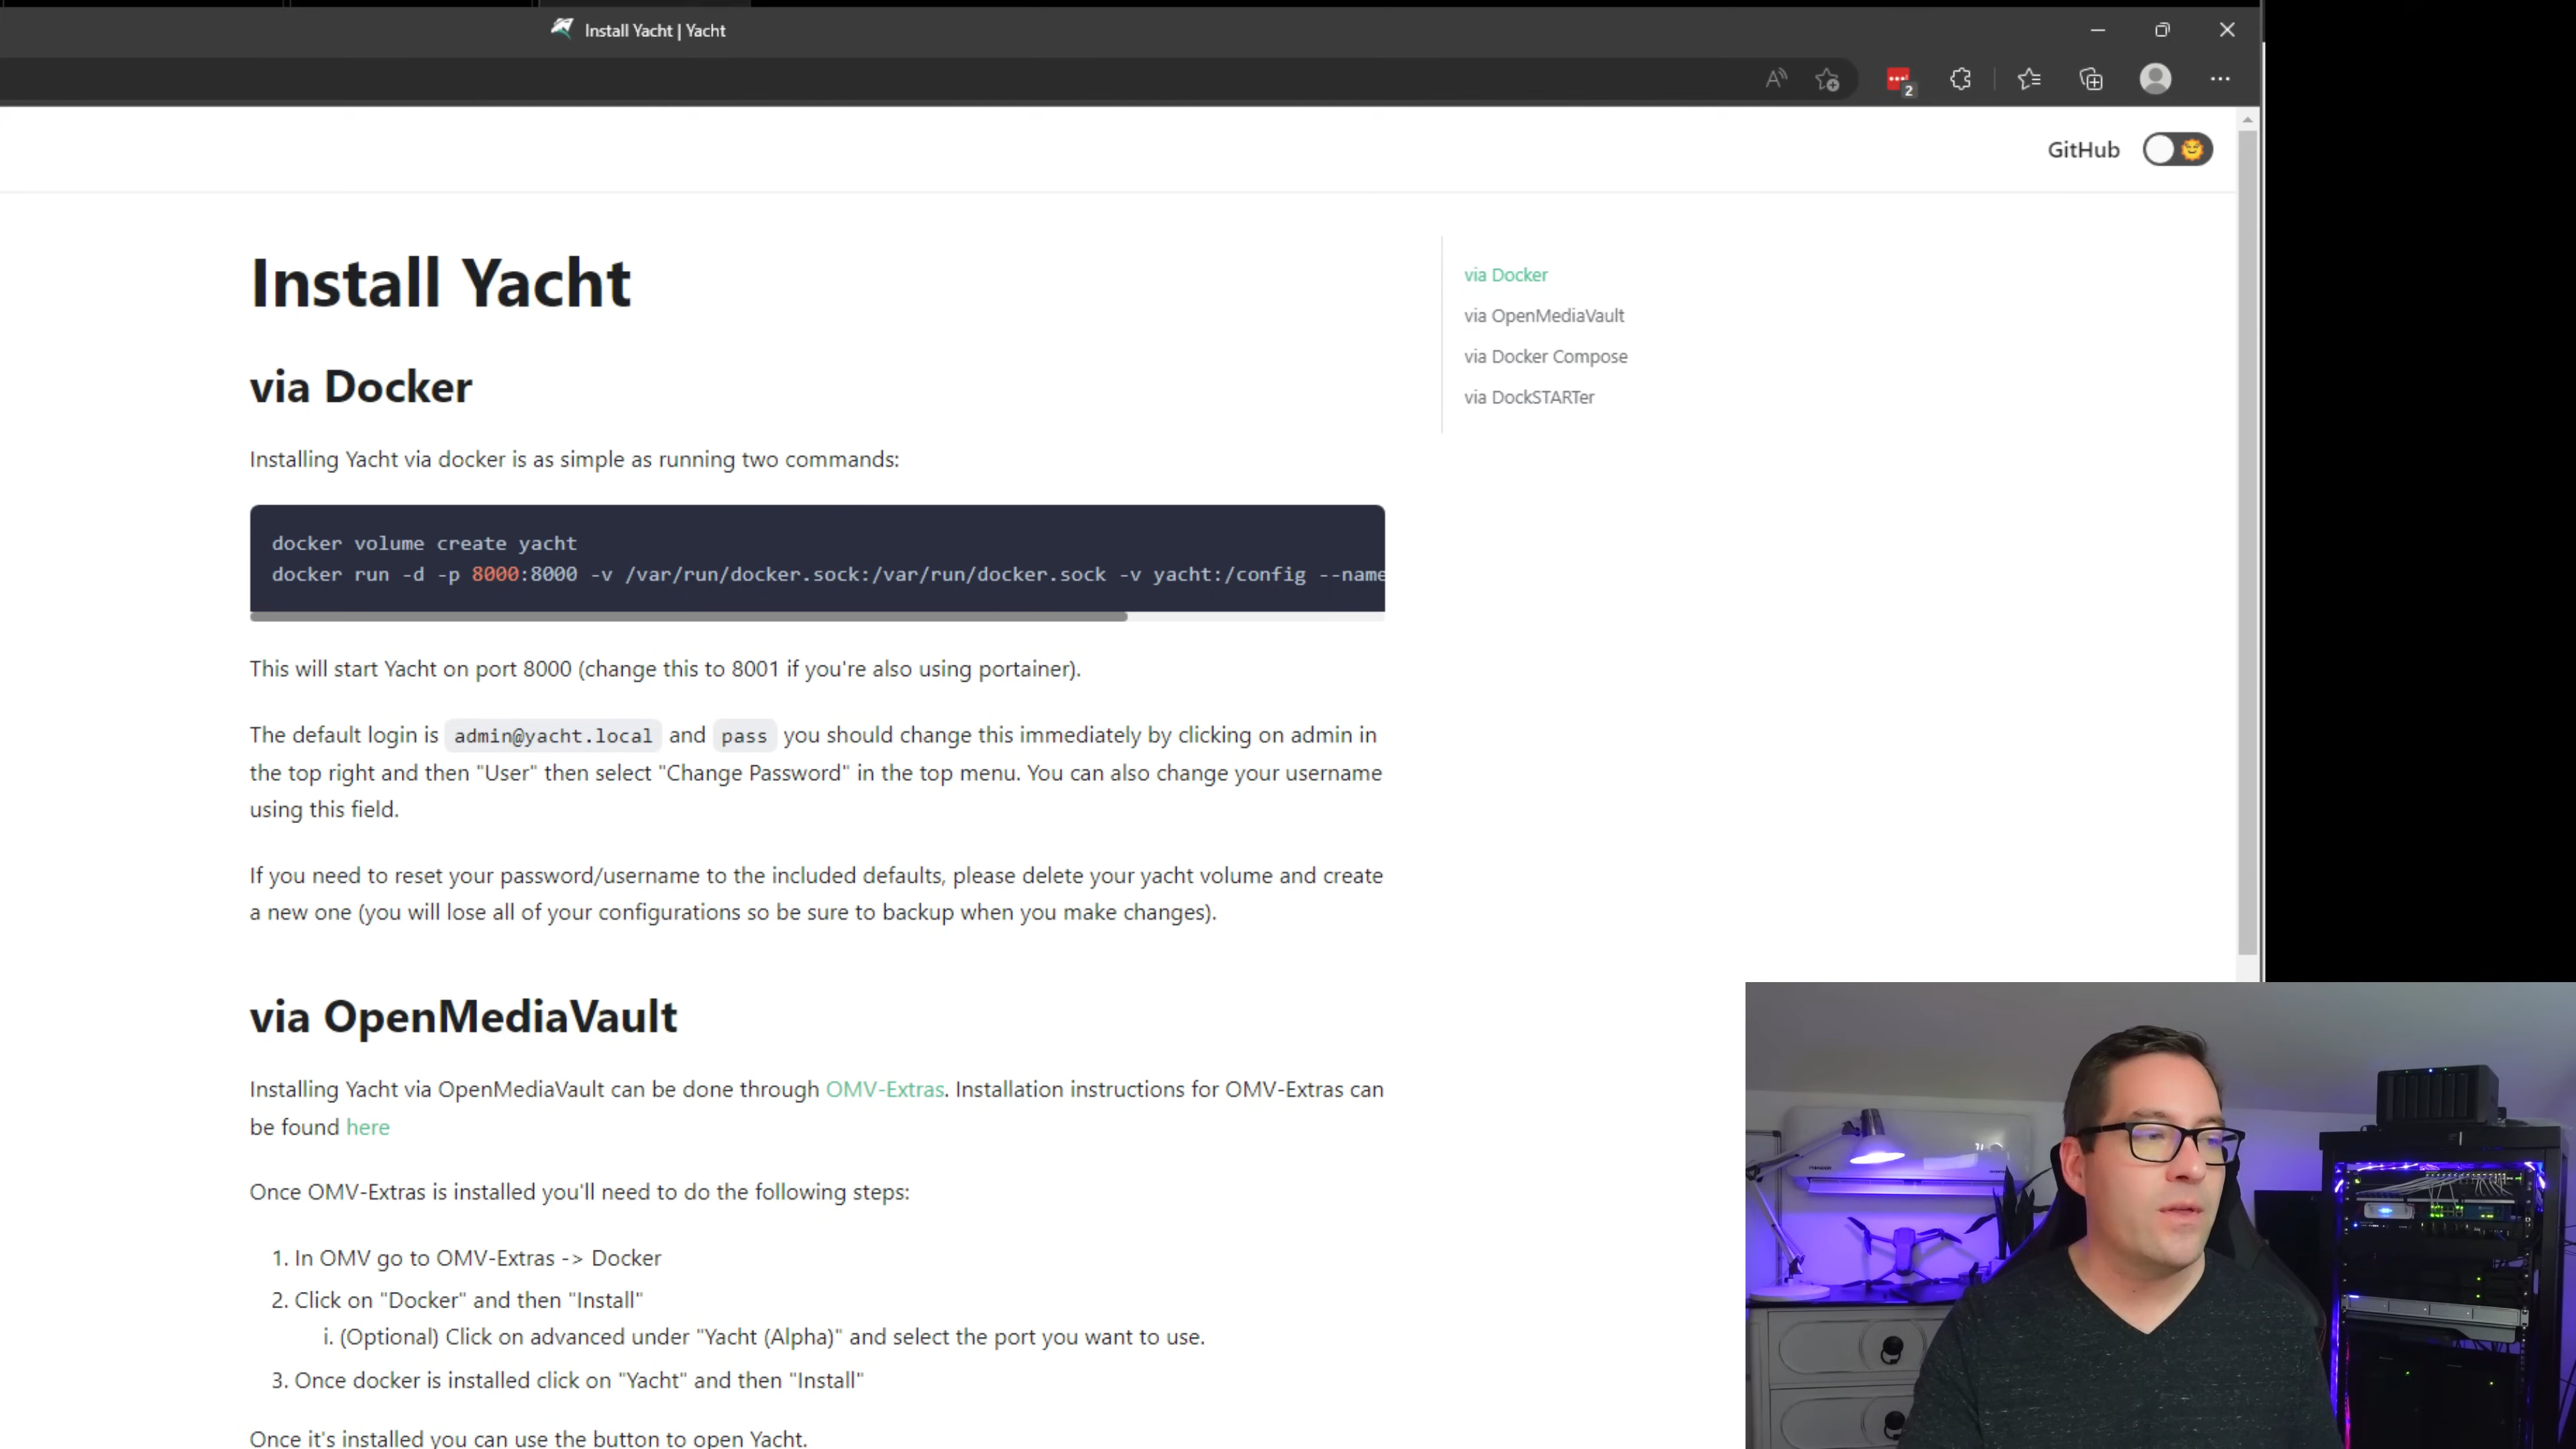 Install Yacht | Yacht
2
GitHub
Install Yacht
via Docker
Installing Yacht via docker is as simple as running two commands:
docker volume create yacht
docker run -d -p 8000:8000 -v /var/run/docker.sock:/var/run/docker.sock -v yacht:/config --name
This will start Yacht on port 8000 (change this to 8001 if you're also using portainer).
The default login is admin@yacht.local and pass you should change this immediately by clicking on admin in
the top right and then "User" then select "Change Password" in the top menu. You can also change your username
using this field.
If you need to reset your password/username to the included defaults, please delete your yacht volume and create
a new one (you will lose all of your configurations so be sure to backup when you make changes).
via OpenMediaVault
Installing Yacht via OpenMediaVault can be done through OMV-Extras. Installation instructions for OMV-Extras can
be found here
Once OMV-Extras is installed you'll need to do the following steps:
1. In OMV go to OMV-Extras -> Docker
2. Click on "Docker" and then "Install"
i. (Optional) Click on advanced under "Yacht (Alpha)" and select the port you want to use.
3. Once docker is installed click on "Yacht" and then "Install"
Once it's installed you can use the button to open Yacht.
via Docker
via OpenMediaVault
via Docker Compose
via DockSTARTer